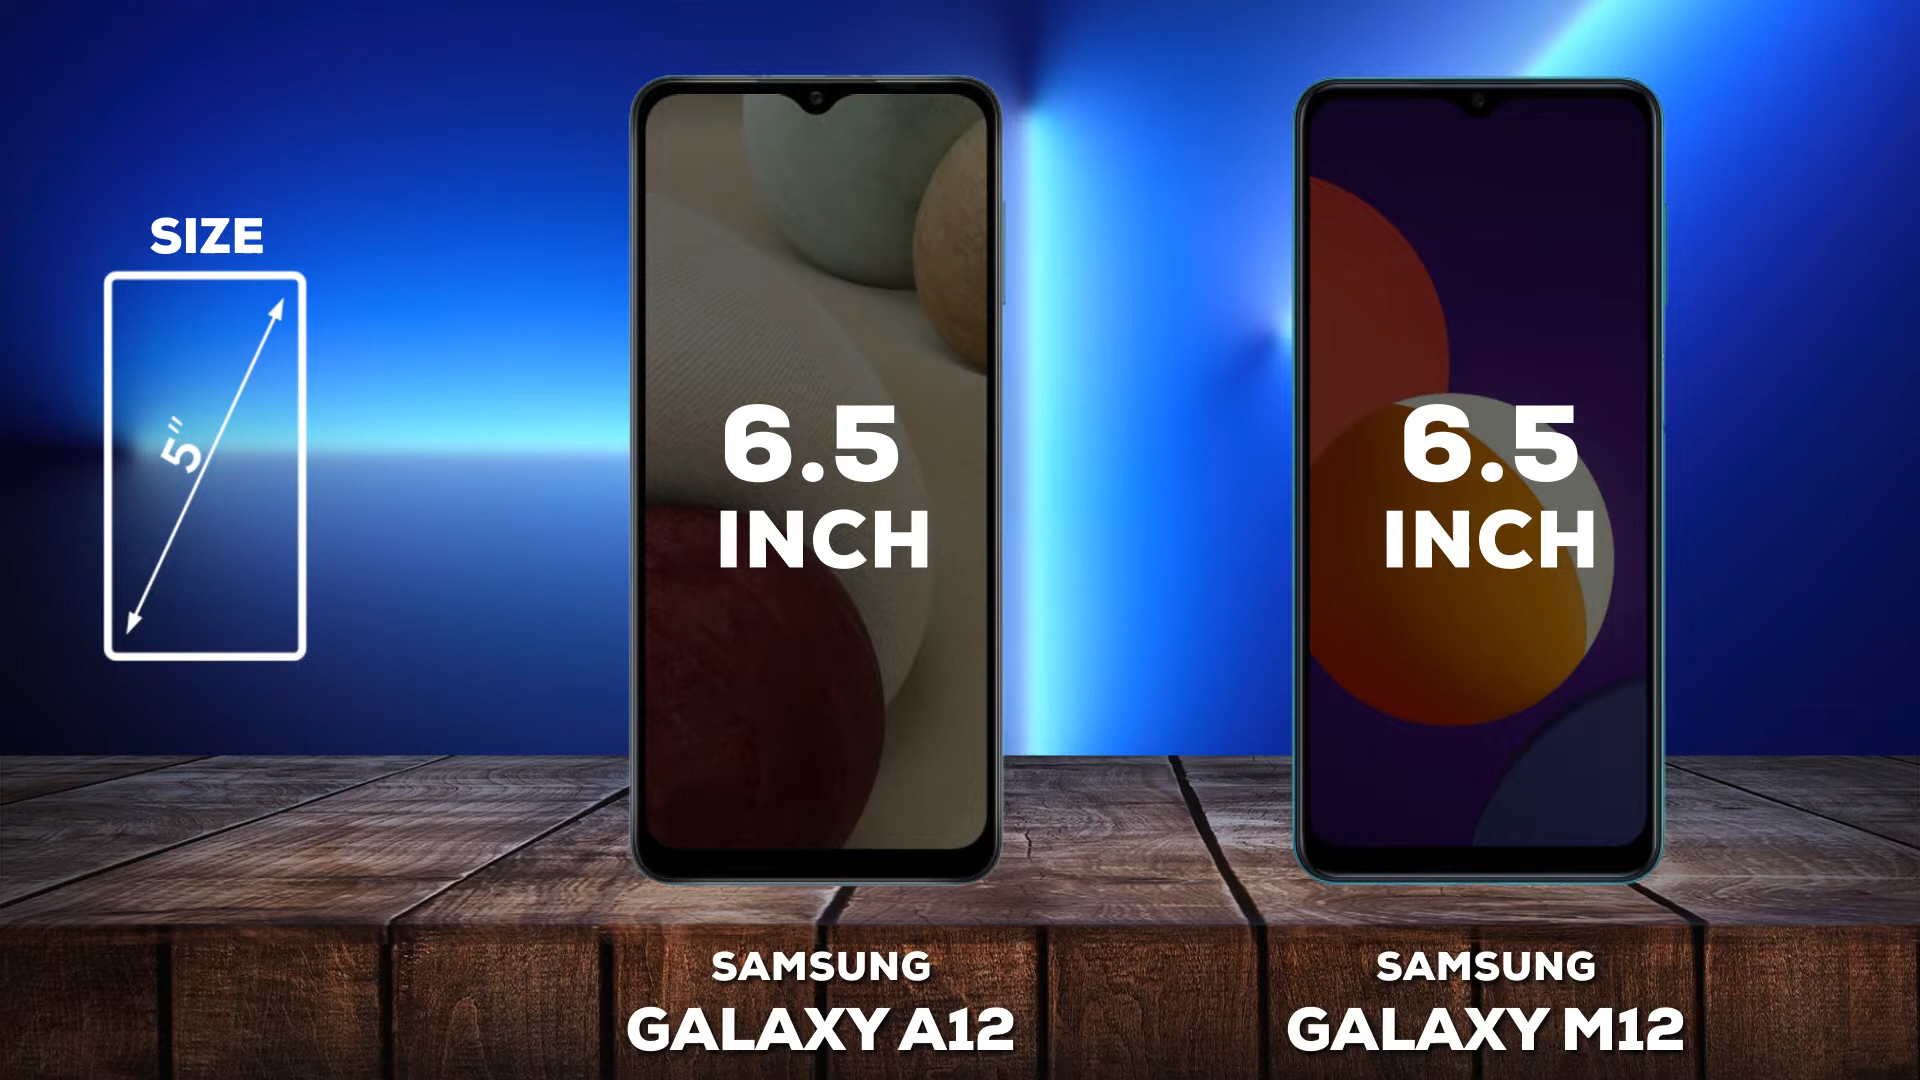 SIZE
5"
6.5
INCH
6.5
INCH
SAMSUNG
GALAXY A12
SAMSUNG
GALAXY M12